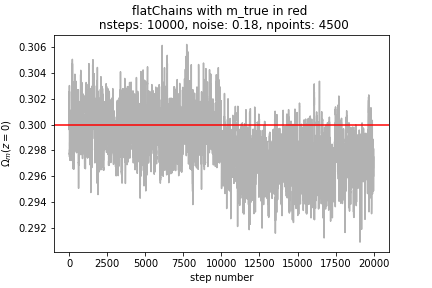 flatChains with m_true in red
nsteps: 10000, noise: 0.18, npoints: 4500
0.306
0.304
0.302
0.300
0.298
0.296
0.294
0.292
Ωm(z = 0)
0 2500 5000 7500 10000 12500 15000 17500 20000
step number